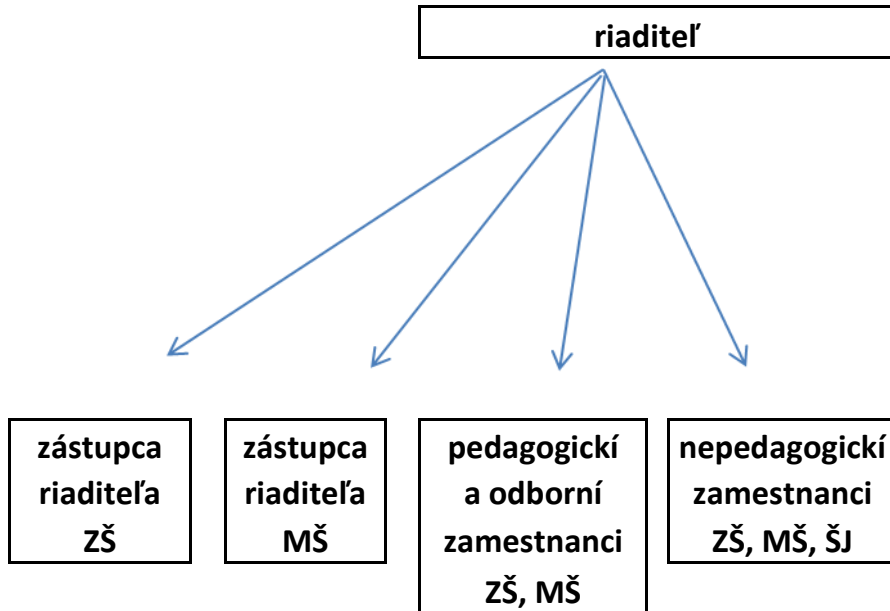 riaditeľ
zástupca
riaditeľa
ZŠ
zástupca
riaditeľa
MŠ
pedagogickí
a odborní
zamestnanci
ZŠ, MŠ
nepedagogickí
zamestnanci
ZŠ, MŠ, ŠJ